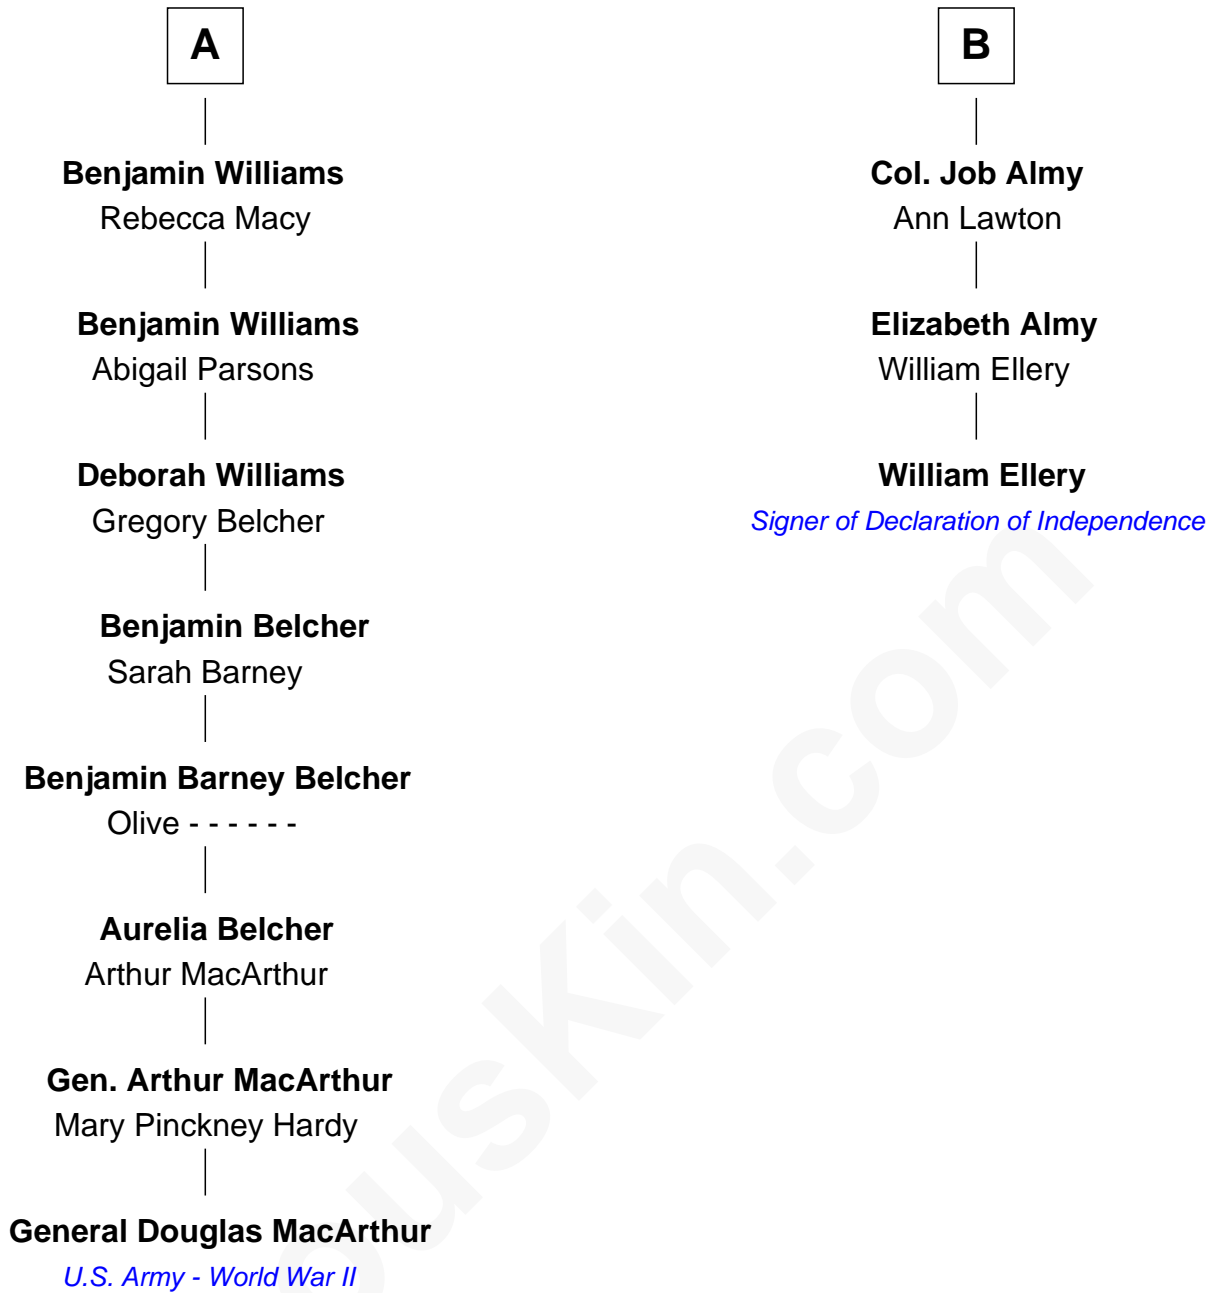 A
Benjamin Williams
Rebecca Macy
Benjamin Williams
Abigail Parsons
Deborah Williams
Gregory Belcher
Benjamin Belcher
Sarah Barney
Benjamin Barney Belcher
Olive - - - - - -
Aurelia Belcher
Arthur MacArthur
Gen. Arthur MacArthur
Mary Pinckney Hardy
General Douglas MacArthur
U.S. Army - World War II
B
Col. Job Almy
Ann Lawton
Elizabeth Almy
William Ellery
William Ellery
Signer of Declaration of Independence
ousKin.com